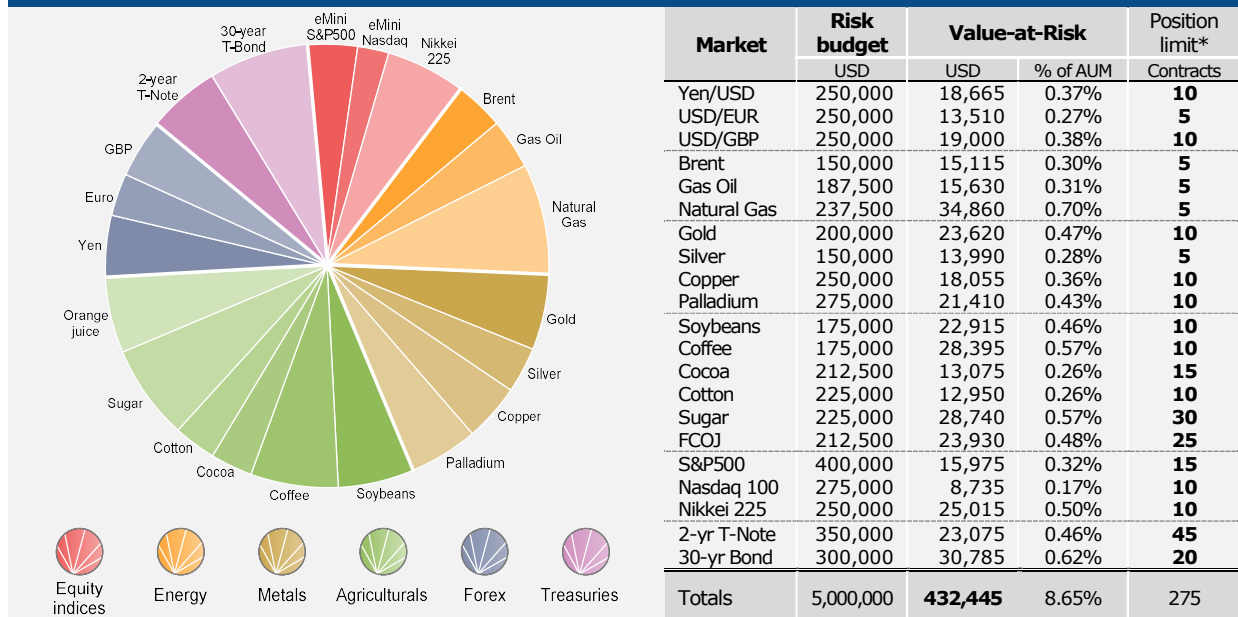 30-year
T-Bond
eMini
S&P500
eMini
Nasdaq
Nikkei
225
2-year
T-Note
Brent
GBP
Gas Oil
Euro
Natural
Gas
Yen
Orange
juice
Gold
Silver
Sugar
Copper
Cotton
Palladium
Cocoa
Coffee
Soybeans
Equity
indices
Energy
Metals
Agriculturals
Forex
Treasuries
Market Risk budget Value-at-Risk Position limit*
USD USD % of AUM Contracts
Yen/USD 250,000 18,665 0.37% 10
USD/EUR 250,000 13,510 0.27% 5
USD/GBP 250,000 19,000 0.38% 10
Brent 150,000 15,115 0.30% 5
Gas Oil 187,500 15,630 0.31% 5
Natural Gas 237,500 34,860 0.70% 5
Gold 200,000 23,620 0.47% 10
Silver 150,000 13,990 0.28% 5
Copper 250,000 18,055 0.36% 10
Palladium 275,000 21,410 0.43% 10
Soybeans 175,000 22,915 0.46% 10
Coffee 175,000 28,395 0.57% 10
Cocoa 212,500 13,075 0.26% 15
Cotton 225,000 12,950 0.26% 10
Sugar 225,000 28,740 0.57% 30
FCOJ 212,500 23,930 0.48% 25
S&P500 400,000 15,975 0.32% 15
Nasdaq 100 275,000 8,735 0.17% 10
Nikkei 225 250,000 25,015 0.50% 10
2-yr T-Note 350,000 23,075 0.46% 45
30-yr Bond 300,000 30,785 0.62% 20
Totals 5,000,000 432,445 8.65% 275